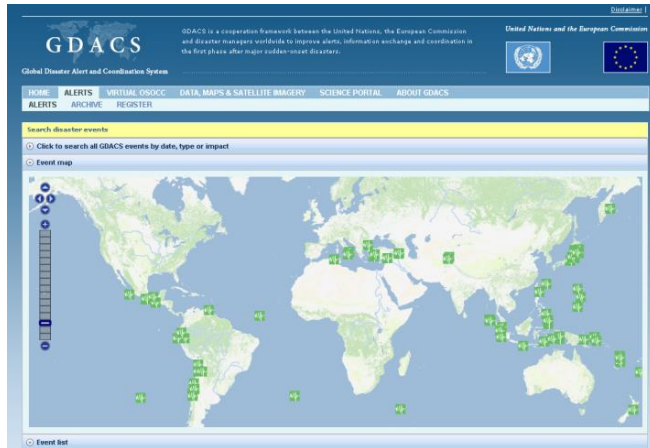 Disclaimer |
GDACS
Global Disaster Alert and Coordination System
GDACS is a cooperation framework between the United Nations, the European Commission
and disaster managers worldwide to improve alerts, information exchange and coordination in
the first phase after major sudden-onset disasters.
United Nations and the European Commission
HOME ALERTS VIRTUAL OSOCC DATA, MAPS & SATELLITE IMAGERY SCIENCE PORTAL ABOUT GDACS
ALERTS ARCHIVE REGISTER
Search disaster events
Click to search all GDACS events by date, type or impact
Event map
Event list